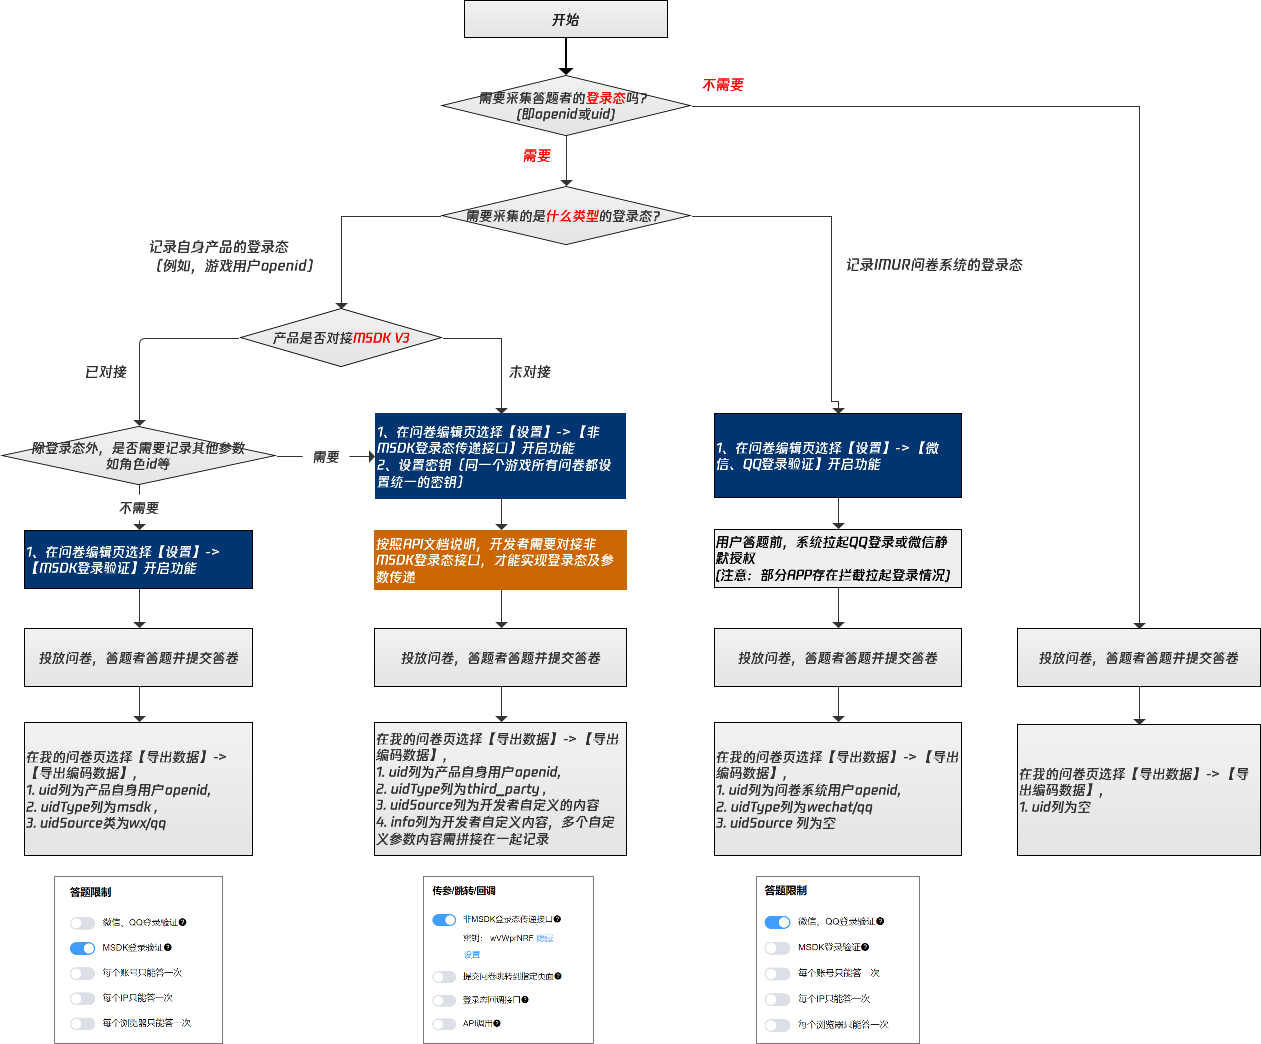 开始
需要采集答题者的登录态吗？
(即openid或uid)
不需要
需要
需要采集的是什么类型的登录态？
记录自身产品的登录态
（例如，游戏用户openid）
记录IMUR问卷系统的登录态
产品是否对接MSDK V3
已对接
未对接
除登录态外，是否需要记录其他参数
如角色id等
需要
不需要
1、在问卷编辑页选择【设置】->【非
MSDK登录态传递接口】开启功能
2、设置密钥（同一个游戏所有问卷都设
置统一的密钥）
1、在问卷编辑页选择【设置】->【微
信、QQ登录验证】开启功能
1、在问卷编辑页选择【设置】->
【MSDK登录验证】开启功能
按照API文档说明，开发者需要对接非
MSDK登录态接口，才能实现登录态及参
数传递
用户答题前，系统拉起QQ登录或微信静
默授权
(注意：部分APP存在拦截拉起登录情况)
投放问卷，答题者答题并提交答卷
投放问卷，答题者答题并提交答卷
投放问卷，答题者答题并提交答卷
投放问卷，答题者答题并提交答卷
在我的问卷页选择【导出数据】->
【导出编码数据】，
1. uid列为产品自身用户openid,
2. uidType列为msdk ,
3. uidSource类为wx/qq
在我的问卷页选择【导出数据】->【导出
编码数据】，
1. uid列为产品自身用户openid,
2. uidType列为third_party ,
3. uidSource列为开发者自定义的内容
4. info列为开发者自定义内容，多个自定
义参数内容需拼接在一起记录
在我的问卷页选择【导出数据】->
【导出编码数据】，
1. uid列为问卷系统用户openid,
2. uidType列为wechat/qq
3. uidSource 列为空
在我的问卷页选择【导出数据】->【导
出编码数据】，
1. uid列为空
答题限制
微信、QQ登录验证
MSDK登录验证
每个账号只能答一次
每个IP只能答一次
每个浏览器只能答一次
传参/跳转/回调
非MSDK登录态传递接口
密钥： wVWprNRF 隐藏
设置
提交问卷跳转到指定页面
登录态回调接口
API调用
答题限制
微信、QQ登录验证
MSDK登录验证
每个账号只能答一次
每个IP只能答一次
每个浏览器只能答一次